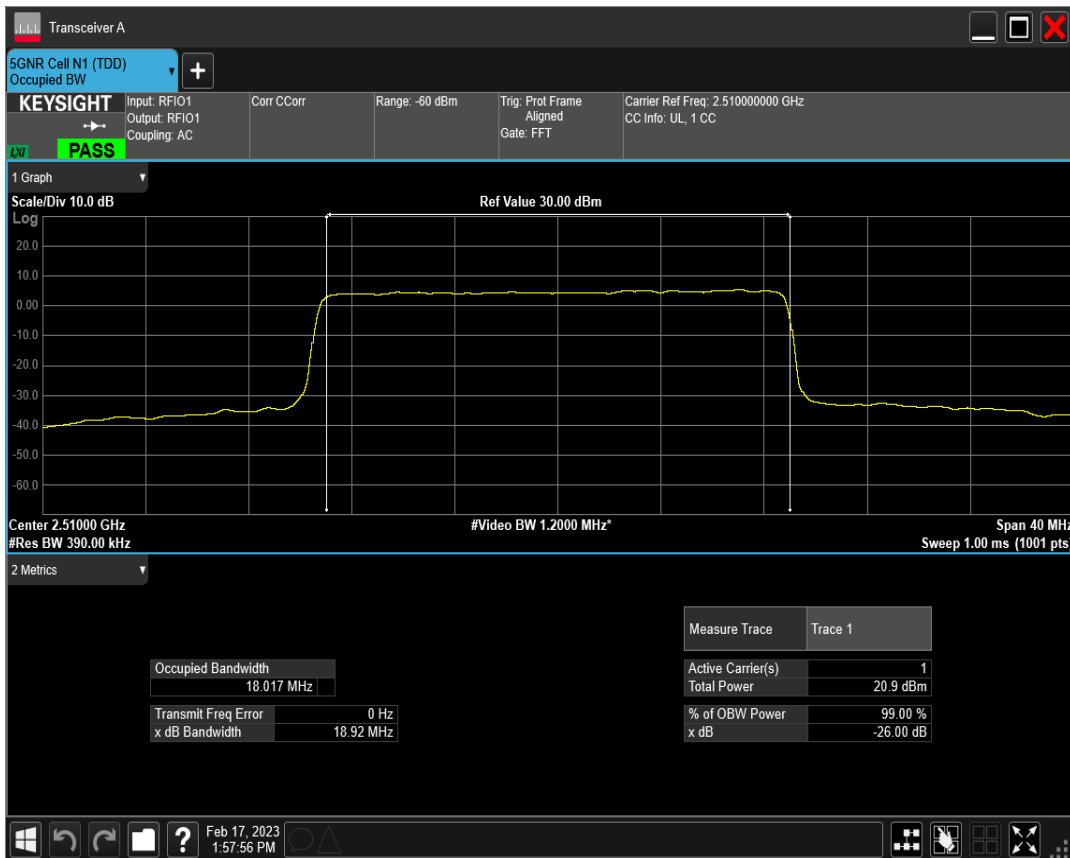 Transceiver A
5GNR Cell N1 (TDD)
Occupied BW
KEYSIGHT
LXI
PASS
Input: RFIO1
Output: RFIO1
Coupling: AC
Corr CCorr
Range: -60 dBm
Trig: Prot Frame
Aligned
Gate: FFT
Carrier Ref Freq: 2.510000000 GHz
CC Info: UL, 1 CC
1 Graph
Scale/Div 10.0 dB
Ref Value 30.00 dBm
Log
20.0
10.0
0.00
-10.0
-20.0
-30.0
-40.0
-50.0
-60.0
Center 2.51000 GHz
#Video BW 1.2000 MHz*
Span 40 MHz
#Res BW 390.00 kHz
Sweep 1.00 ms (1001 pts)
2 Metrics
Measure Trace Trace 1
Occupied Bandwidth
18.017 MHz
Active Carrier(s) 1
Total Power 20.9 dBm
Transmit Freq Error 0 Hz
x dB Bandwidth 18.92 MHz
% of OBW Power 99.00 %
x dB -26.00 dB
?
Feb 17, 2023
1:57:56 PM